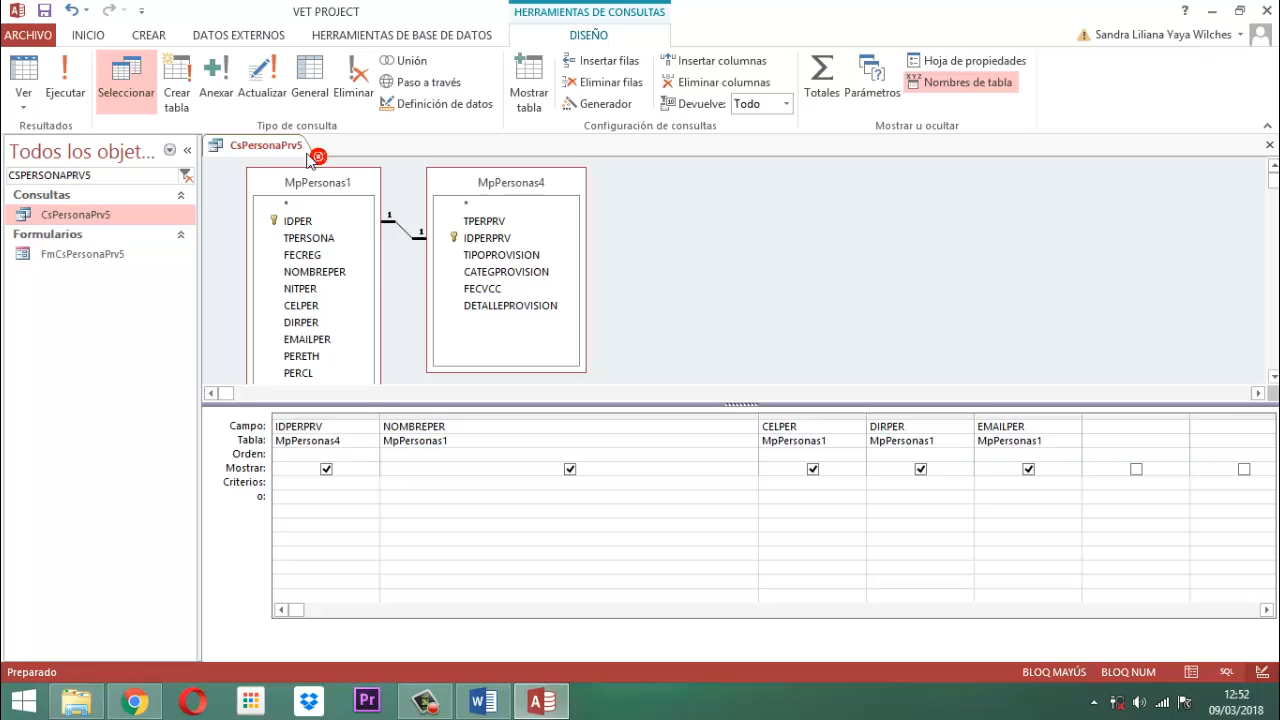 VET PROJECT
HERRAMIENTAS DE CONSULTAS
?
ARCHIVO INICIO CREAR DATOS EXTERNOS HERRAMIENTAS DE BASE DE DATOS DISEÑO Sandra Liliana Yaya Wilches
Ver Ejecutar Seleccionar Crear tabla Anexar Actualizar General Eliminar
Unión
Paso a través
Definición de datos
Mostrar tabla
Insertar filas
Eliminar filas
Generador
Insertar columnas
Eliminar columnas
Devuelve: Todo
Totales Parámetros
Hoja de propiedades
XYZ Nombres de tabla
Resultados Tipo de consulta Configuración de consultas Mostrar u ocultar
Todos los objet... «
CSPERSONAPRV5
Consultas
CsPersonaPrv5
Formularios
FmCsPersonaPrv5
CsPersonaPrv5
MpPersonas1
*
IDPER
TPERSONA
FECREG
NOMBREPER
NITPER
CELPER
DIRPER
EMAILPER
PERETH
PERCL
1
1
MpPersonas4
*
TPERPRV
IDPERPRV
TIPOPROVISION
CATEGPROVISION
FECVCC
DETALLEPROVISION
Campo: IDPERPRV NOMBREPER CELPER DIRPER EMAILPER
Tabla: MpPersonas4 MpPersonas1 MpPersonas1 MpPersonas1 MpPersonas1
Orden:
Mostrar:
Criterios:
o:
Preparado BLOQ MAYÚS BLOQ NUM SQL
Pr
12:52
09/03/2018